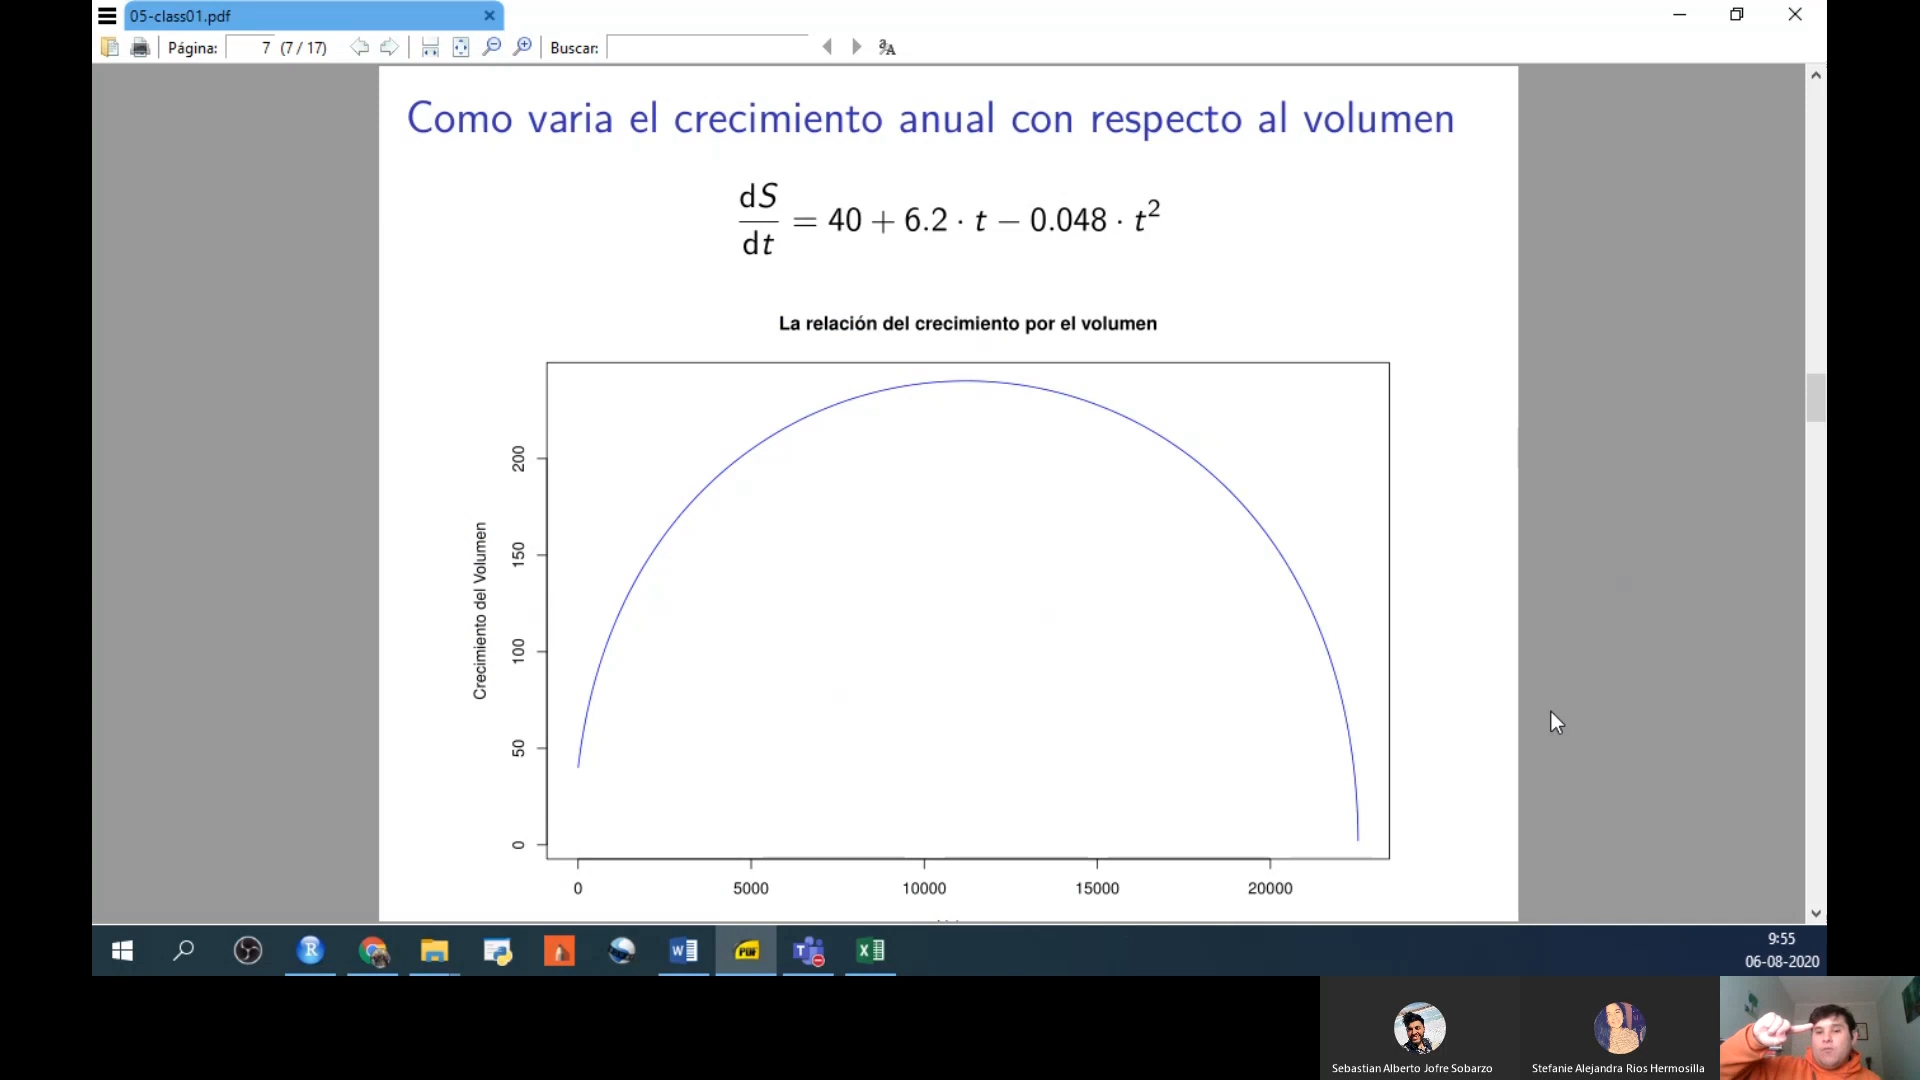 05-class01.pdf
Página: 7 (7 / 17) Buscar:
Como varia el crecimiento anual con respecto al volumen
dS/dt = 40 + 6.2 · t − 0.048 · t²
La relación del crecimiento por el volumen
Crecimiento del Volumen
200
150
100
50
0
0 5000 10000 15000 20000
9:55
06-08-2020
Sebastian Alberto Jofre Sobarzo
Stefanie Alejandra Rios Hermosilla